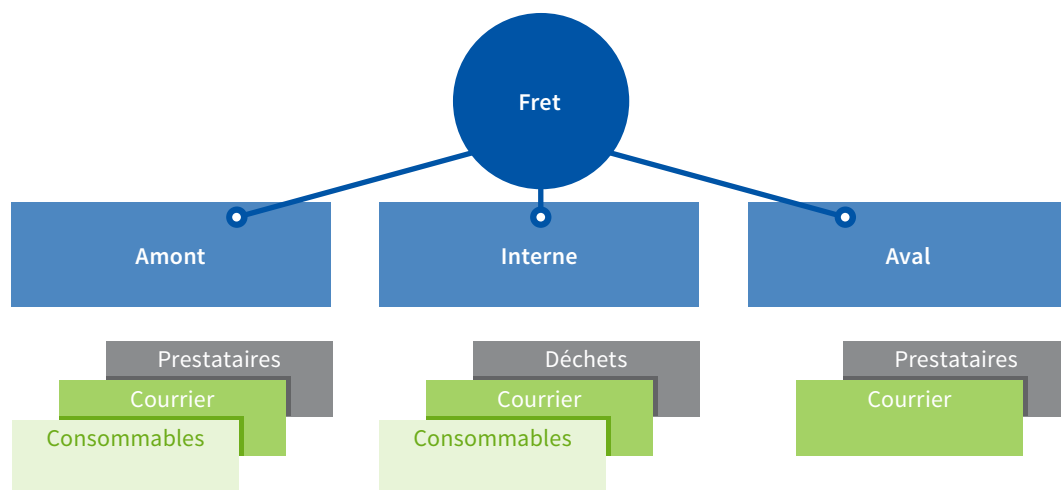 Fret
Amont
Interne
Aval
Prestataires
Courrier
Consommables
Déchets
Courrier
Consommables
Prestataires
Courrier